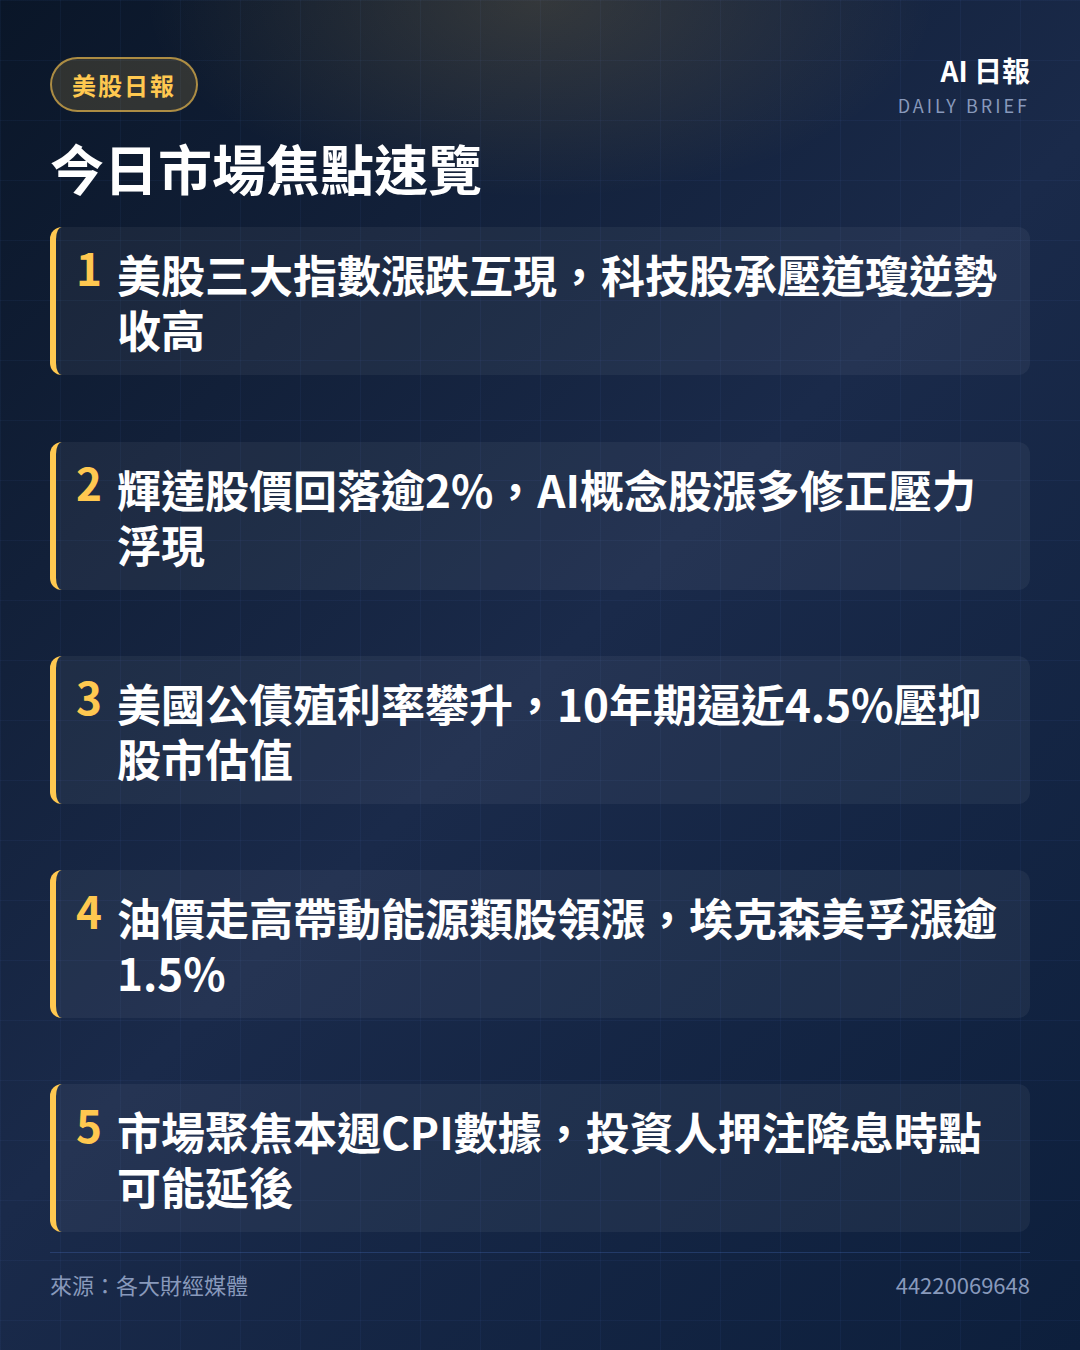 美股日報
AI 日報
DAILY BRIEF
今日市場焦點速覽
1 美股三大指數漲跌互現，科技股承壓道瓊逆勢
收高
2 輝達股價回落逾2%，AI概念股漲多修正壓力
浮現
3 美國公債殖利率攀升，10年期逼近4.5%壓抑
股市估值
4 油價走高帶動能源類股領漲，埃克森美孚漲逾
1.5%
5 市場聚焦本週CPI數據，投資人押注降息時點
可能延後
來源：各大財經媒體
44220069648